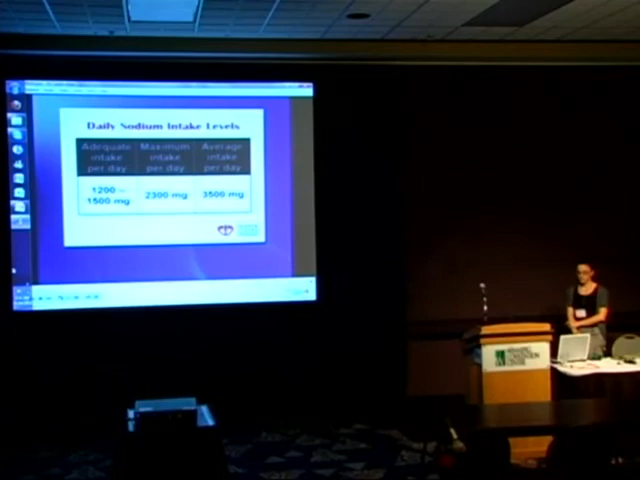 Daily Sodium Intake Levels
Adequate intake per day
Maximum intake per day
Average intake per day
1200 – 1500 mg
2300 mg
3500 mg
CONVENTION